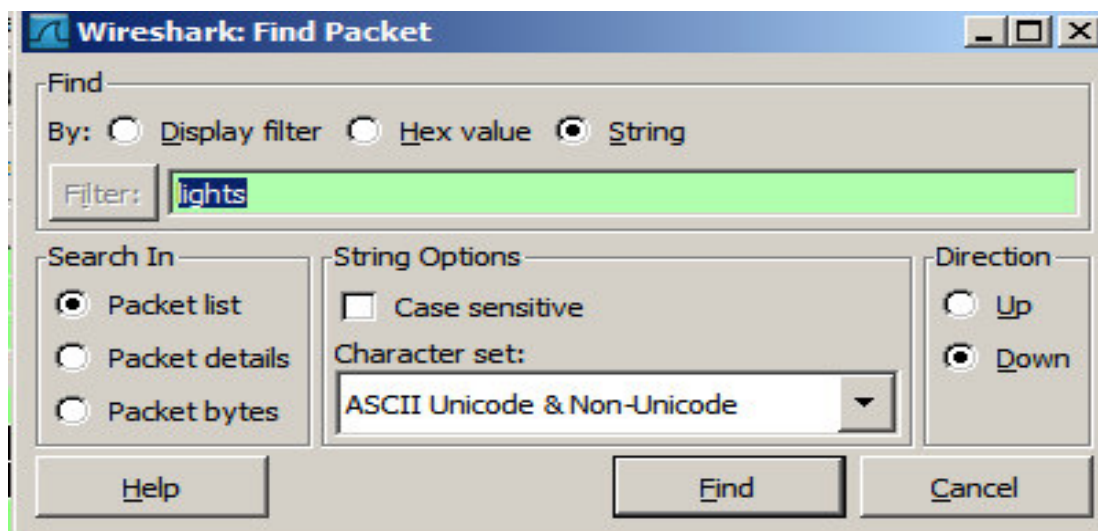 Wireshark: Find Packet
Find
By: Display filter Hex value String
Filter: lights
Search In String Options Direction
Packet list Case sensitive Up
Packet details Character set: Down
Packet bytes ASCII Unicode & Non-Unicode
Help Find Cancel